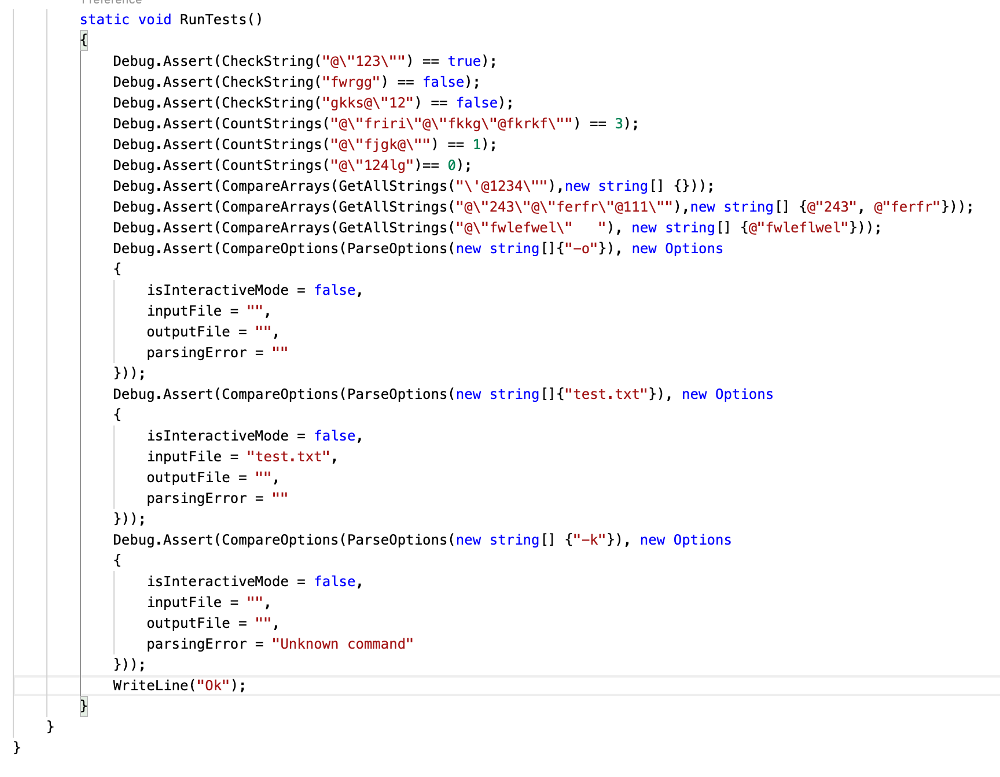 1 reference
static void RunTests()
{
Debug.Assert(CheckString("@\"123\"") == true);
Debug.Assert(CheckString("fwrgg") == false);
Debug.Assert(CheckString("gkks@\"12") == false);
Debug.Assert(CountStrings("@\"friri\"@\"fkkg\"@fkrkf\"") == 3);
Debug.Assert(CountStrings("@\"fjgk@\"") == 1);
Debug.Assert(CountStrings("@\"124lg")== 0);
Debug.Assert(CompareArrays(GetAllStrings("\'@1234\""),new string[] {}));
Debug.Assert(CompareArrays(GetAllStrings("@\"243\"@\"ferfr\"@111\""),new string[] {@"243", @"ferfr"}));
Debug.Assert(CompareArrays(GetAllStrings("@\"fwlefwel\"   "), new string[] {@"fwleflwel"}));
Debug.Assert(CompareOptions(ParseOptions(new string[]{"-o"}), new Options
{
isInteractiveMode = false,
inputFile = "",
outputFile = "",
parsingError = ""
}));
Debug.Assert(CompareOptions(ParseOptions(new string[]{"test.txt"}), new Options
{
isInteractiveMode = false,
inputFile = "test.txt",
outputFile = "",
parsingError = ""
}));
Debug.Assert(CompareOptions(ParseOptions(new string[] {"-k"}), new Options
{
isInteractiveMode = false,
inputFile = "",
outputFile = "",
parsingError = "Unknown command"
}));
WriteLine("Ok");
}
}
}